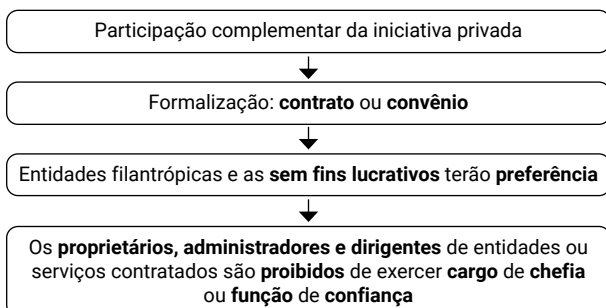 Participação complementar da iniciativa privada
Formalização: contrato ou convênio
Entidades filantrópicas e as sem fins lucrativos terão preferência
Os proprietários, administradores e dirigentes de entidades ou
serviços contratados são proibidos de exercer cargo de chefia
ou função de confiança